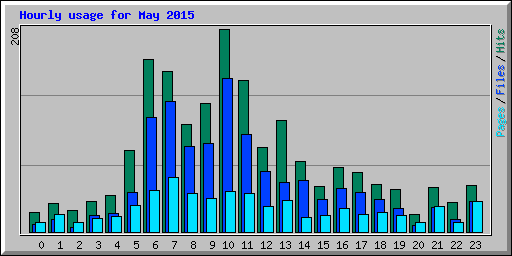 Hourly usage for May 2015
208
Pages/Files/Hits
0 1 2 3 4 5 6 7 8 9 10 11 12 13 14 15 16 17 18 19 20 21 22 23